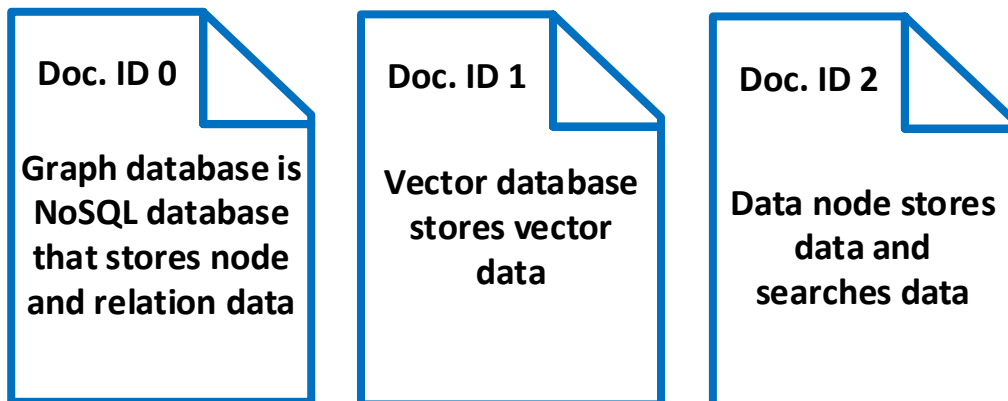 Doc. ID 0
Graph database is
NoSQL database
that stores node
and relation data
Doc. ID 1
Vector database
stores vector
data
Doc. ID 2
Data node stores
data and
searches data